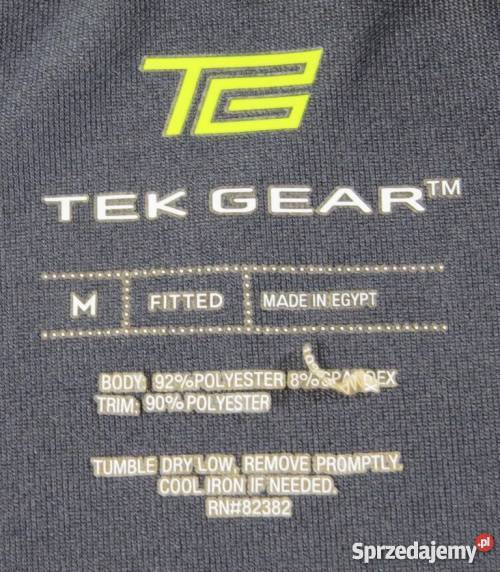 TG
TEK GEAR™
M FITTED MADE IN EGYPT
BODY: 92% POLYESTER 8% SPANDEX
TRIM: 90% POLYESTER
TUMBLE DRY LOW, REMOVE PROMPTLY,
COOL IRON IF NEEDED.
RN#82382
Sprzedajemy.pl